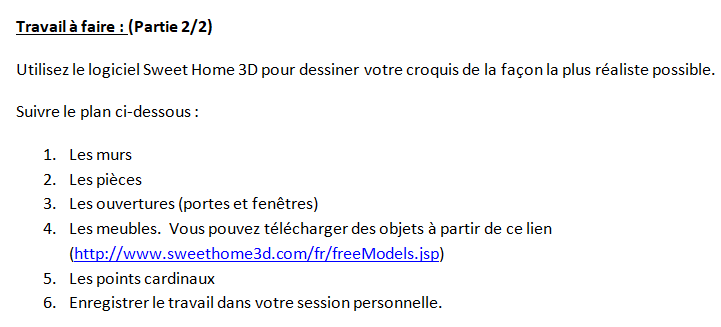 Travail à faire : (Partie 2/2)
Utilisez le logiciel Sweet Home 3D pour dessiner votre croquis de la façon la plus réaliste possible.
Suivre le plan ci-dessous :
1. Les murs
2. Les pièces
3. Les ouvertures (portes et fenêtres)
4. Les meubles. Vous pouvez télécharger des objets à partir de ce lien
(http://www.sweethome3d.com/fr/freeModels.jsp)
5. Les points cardinaux
6. Enregistrer le travail dans votre session personnelle.